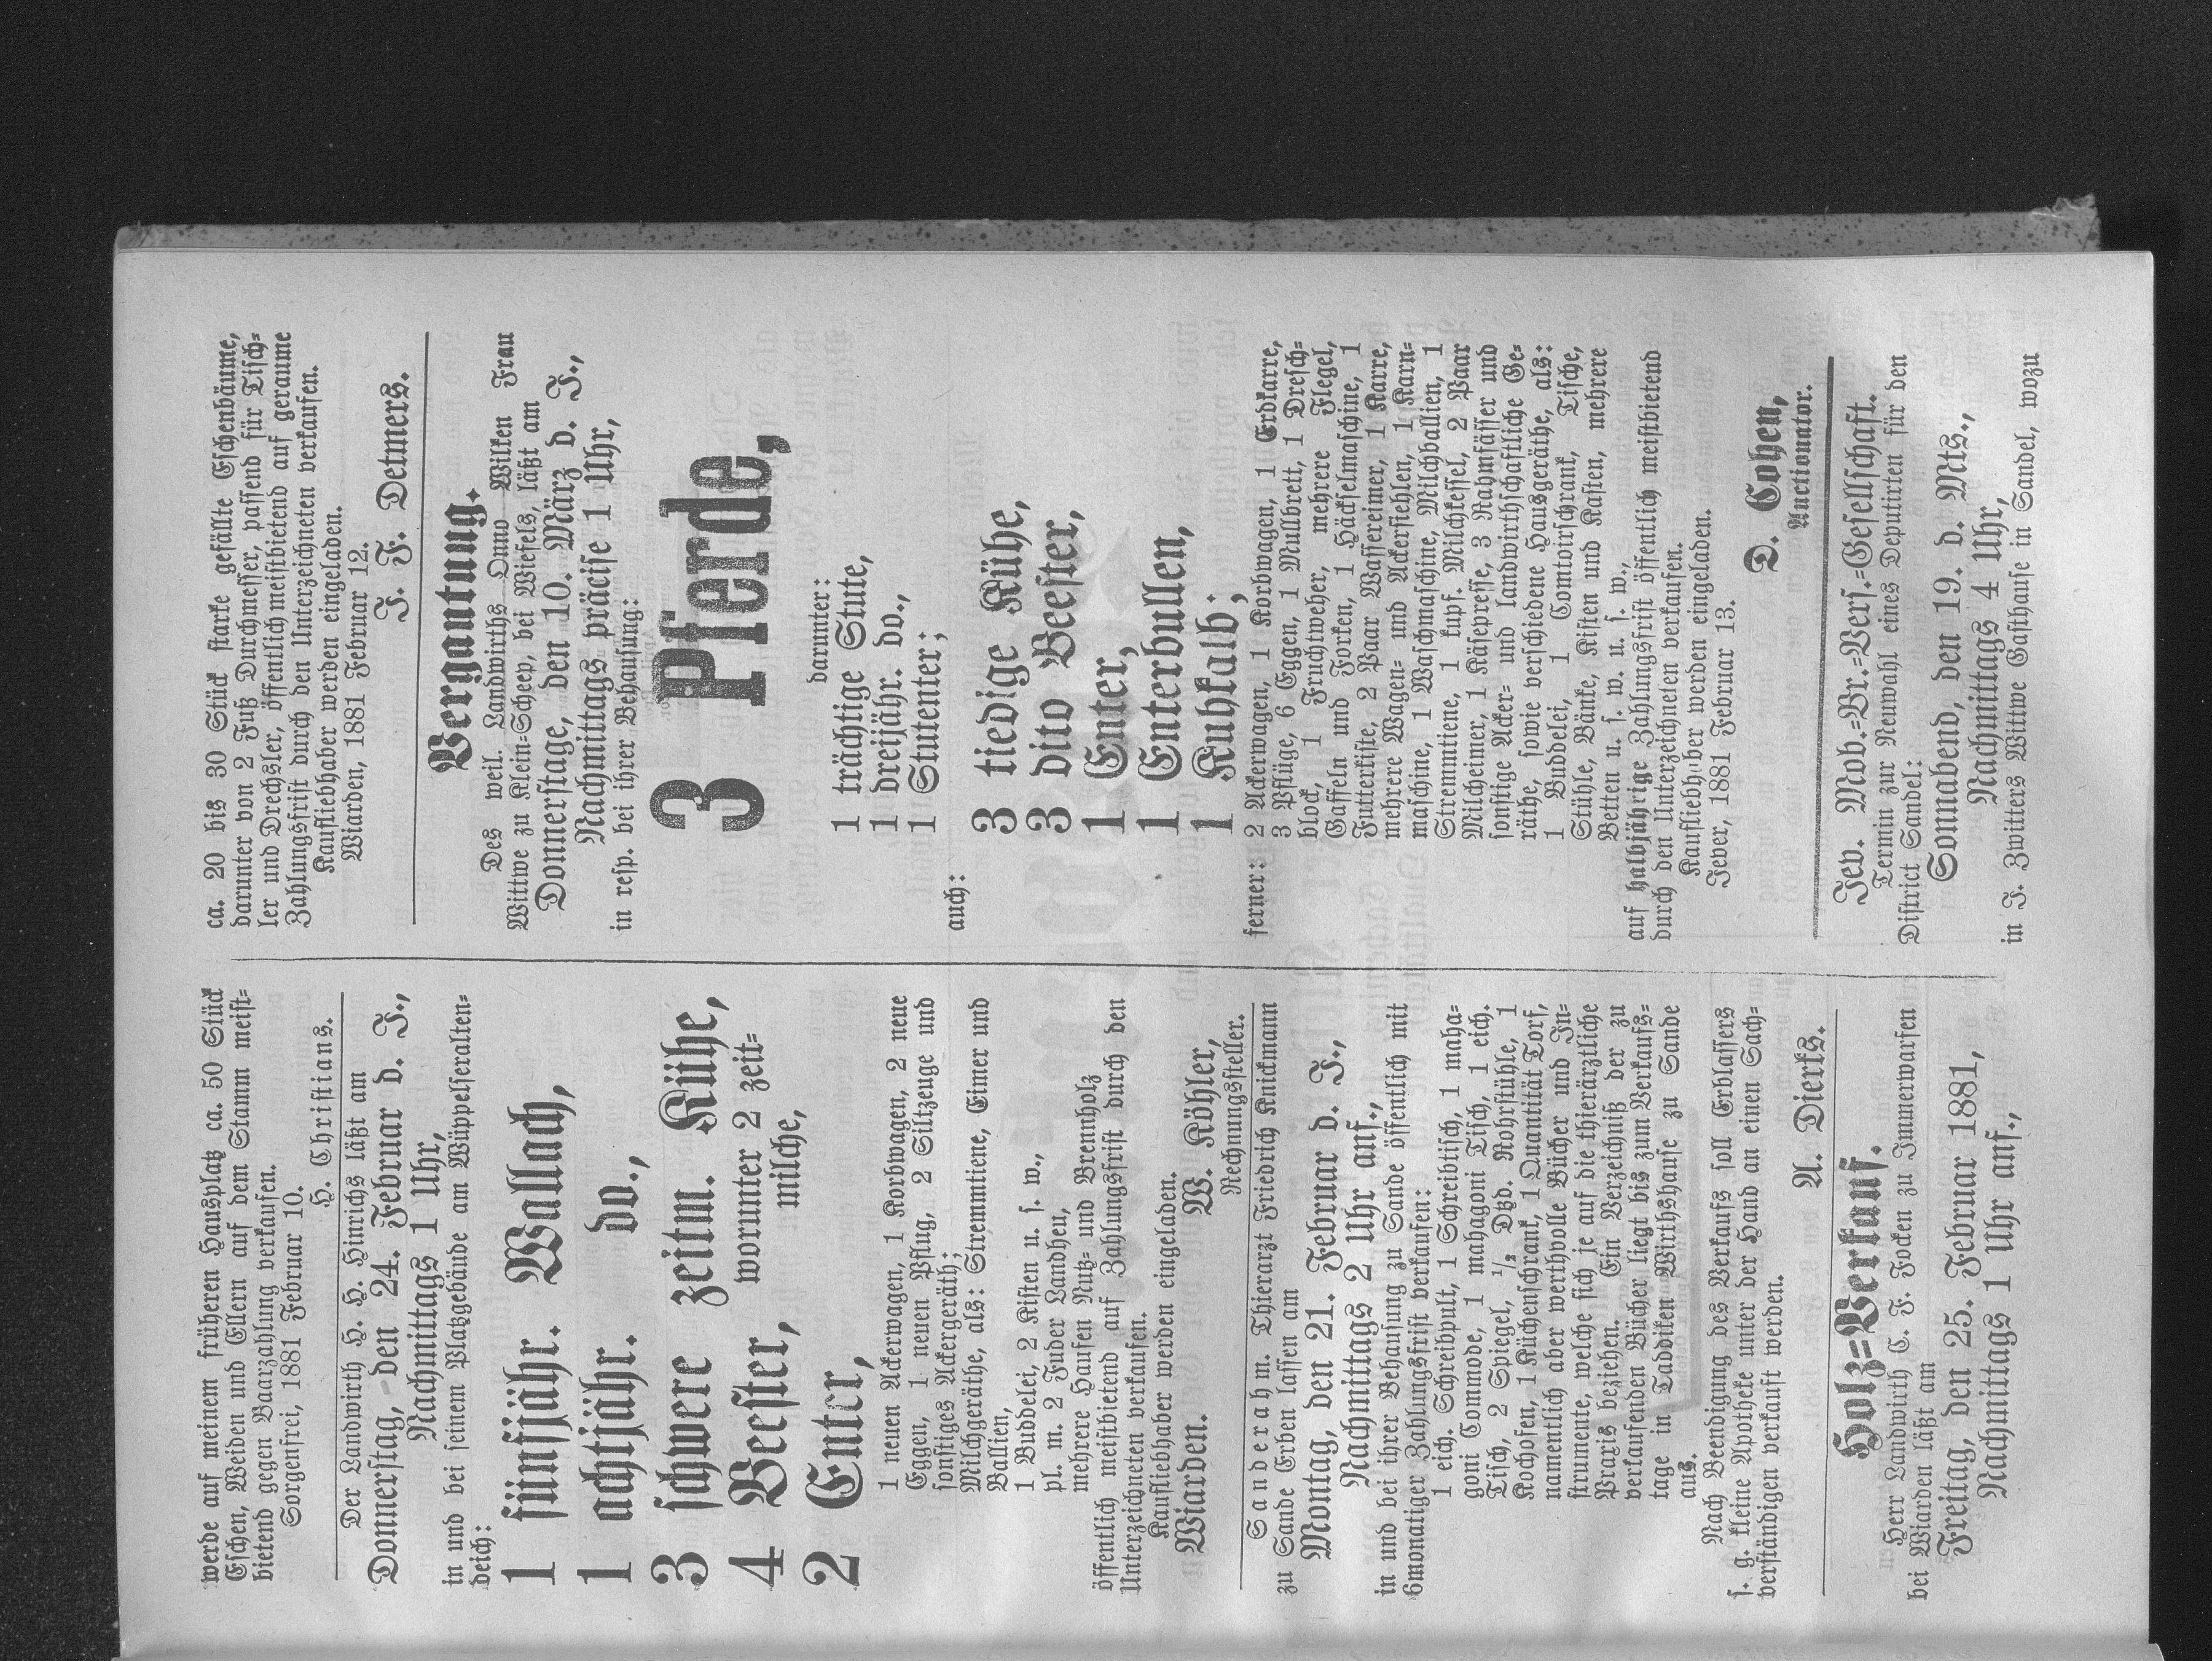 werde auf meinem früheren Hausplatz ca. 50 Stück
Eschen, Weiden und Ellern auf dem Stamm meist-
bietend gegen Baarzahlung verkaufen.
Sorgenfrei, 1881 Februar 10.
H. Christians.
Der Landwirth H. H. Hinrichs läßt am
Donnerstag, den 24. Februar d. J.,
Nachmittags 1 Uhr,
in und bei seinem Platzgebäude am Wüppelseralten-
deich:
1 fünfjähr. Wallach,
1 achtjähr. do.,
3 schwere zeitm. Kühe,
4 Beester, worunter 2 zeit-
milche,
2 Enter,
1 neuen Ackerwagen, 1 Korbwagen, 2 neue
Eggen, 1 neuen Pflug, 2 Siltzeuge und
sonstiges Ackergeräth;
Milchgeräthe, als: Stremmtiene, Eimer und
Ballien,
1 Buddelei, 2 Kisten u. s. w.,
pl. m. 2 Fuder Landheu,
mehrere Haufen Nutz- und Brennholz
öffentlich meistbietend auf Zahlungsfrist durch den
Unterzeichneten verkaufen.
Kaufliebhaber werden eingeladen.
Wiarden. W. Köhler,
Rechnungssteller.
Sanderahm. Thierarzt Friedrich Knickmann
zu Sande Erben lassen am
Montag, den 21. Februar d. J.,
Nachmittags 2 Uhr anf.,
in und bei ihrer Behausung zu Sande öffentlich mit
6monatiger Zahlungsfrist verkaufen:
1 eich. Schreibpult, 1 Schreibtisch, 1 maha-
goni Commode, 1 mahagoni Tisch, 1 eich.
Tisch, 2 Spiegel, ½ Dtzd. Rohrstühle, 1
Kochofen, 1 Küchenschrank, 1 Quantität Torf,
namentlich aber werthvolle Bücher und In-
strumente, welche sich je auf die thierärztliche
Praxis beziehen. Ein Verzeichniß der zu
verkaufenden Bücher liegt bis zum Verkaufs-
tage in Taddiken Wirthshause zu Sande
aus.
Nach Beendigung des Verkaufs soll Erblassers
s. g. kleine Apotheke unter der Hand an einen Sach-
verständigen verkauft werden.
A. Dierks.
Holz-Verkauf.
Herr Landwirth C. F. Focken zu Immerwarfen
bei Wiarden läßt am
Freitag, den 25. Februar 1881,
Nachmittags 1 Uhr anf.,
ca. 20 bis 30 Stück starke gefällte Eschenbäume,
darunter von 2 Fuß Durchmesser, passend für Tisch-
ler und Drechsler, öffentlich meistbietend auf geraume
Zahlungsfrist durch den Unterzeichneten verkaufen.
Kaufliebhaber werden eingeladen.
Wiarden, 1881 Februar 12.
J. F. Detmers.
Vergantung.
Des weil. Landwirths Onno Wilken Frau
Wittwe zu Klein-Scheep, bei Wiefels, läßt am
Donnerstage, den 10. März d. J.,
Nachmittags präcise 1 Uhr,
in resp. bei ihrer Behausung:
3 Pferde,
darunter:
1 trächtige Stute,
1 dreijähr. do.,
1 Stutenter;
auch:
3 tiedige Kühe,
3 dito Beester,
1 Enter,
1 Enterbullen,
1 Kuhkalb;
ferner: 2 Ackerwagen, 1 Korbwagen, 1 Erdkarre,
3 Pflüge, 6 Eggen, 1 Mullbrett, 1 Dresch-
block, 1 Fruchtweher, mehrere Flegel,
Gaffeln und Forken, 1 Häckselmaschine, 1
Futterkiste, 2 Paar Wassereimer, 1 Karre,
mehrere Wagen- und Ackersiehlen, 1 Karn-
maschine, 1 Waschmaschine, Milchballien, 1
Stremmtiene, 1 kupf. Milchkessel, 2 Paar
Milcheimer, 1 Käsepresse, 3 Rahmfässer und
sonstige Acker- und landwirthschaftliche Ge-
räthe, sowie verschiedene Hausgeräthe, als:
1 Buddelei, 1 Comtoirschrank, Tische,
Stühle, Bänke, Kisten und Kasten, mehrere
Betten u. s. w. u. s. w.,
auf halbjährige Zahlungsfrist öffentlich meistbietend
durch den Unterzeichneten verkaufen.
Kaufliebhaber werden eingeladen.
Jever, 1881 Februar 13.
D. Cohen,
Auctionator.
Jev. Mob.-Br.-Vers.-Gesellschaft.
Termin zur Neuwahl eines Deputirten für den
District Sandel:
Sonnabend, den 19. d. Mts.,
Nachmittags 4 Uhr,
in J. Zwitters Wittwe Gasthause in Sandel, wozu